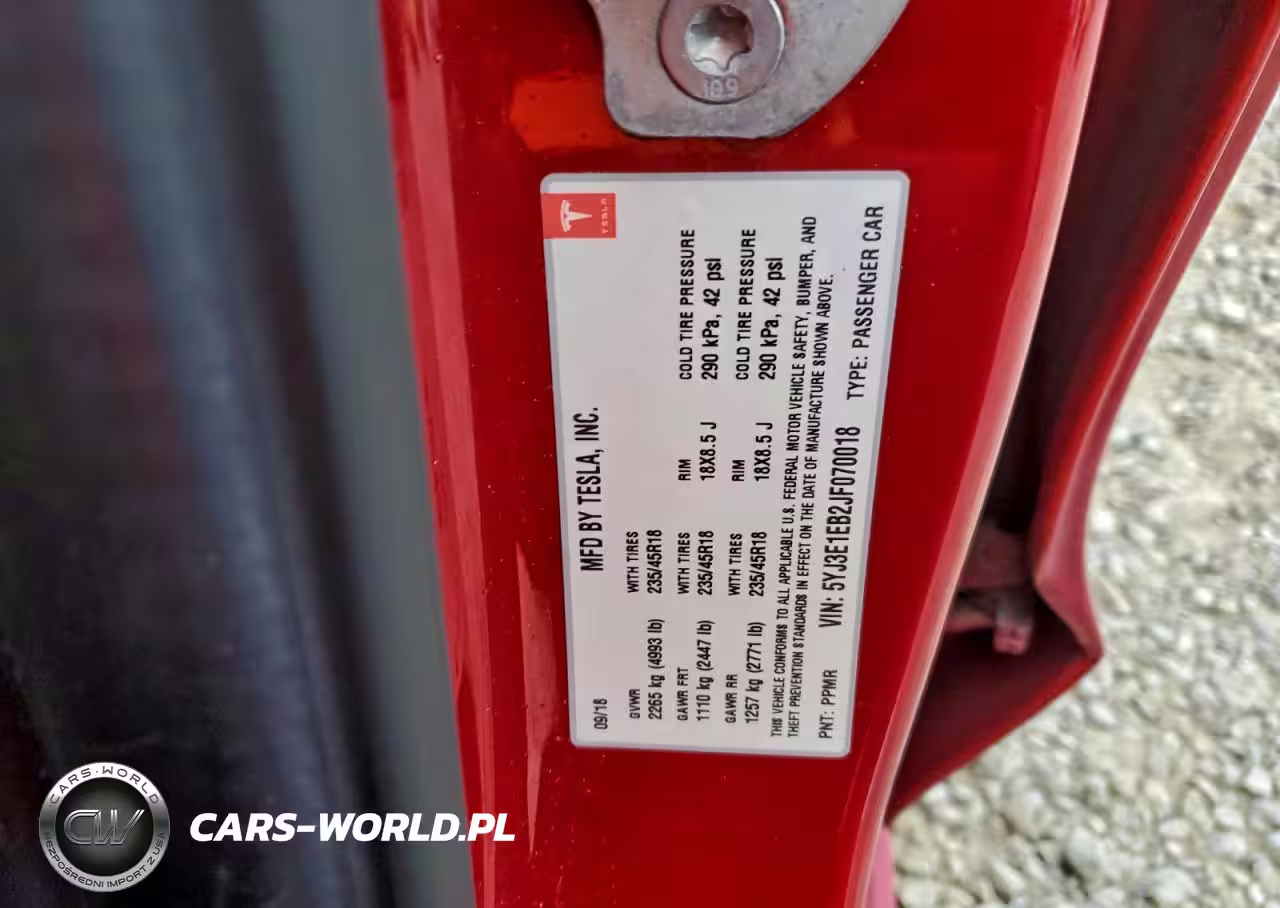 189
TESLA
MFD BY TESLA, INC.
09/18
GVWR WITH TIRES
2265 kg (4993 lb) 235/45R18
GAWR FRT WITH TIRES RIM COLD TIRE PRESSURE
1110 kg (2447 lb) 235/45R18 18X8.5 J 290 kPa, 42 psi
GAWR RR WITH TIRES RIM COLD TIRE PRESSURE
1257 kg (2771 lb) 235/45R18 18X8.5 J 290 kPa, 42 psi
THIS VEHICLE CONFORMS TO ALL APPLICABLE U.S. FEDERAL MOTOR VEHICLE SAFETY, BUMPER, AND
THEFT PREVENTION STANDARDS IN EFFECT ON THE DATE OF MANUFACTURE SHOWN ABOVE.
PNT: PPMR VIN: 5YJ3E1EB2JF070018 TYPE: PASSENGER CAR
CARS-WORLD
CW
BEZPOŚREDNI IMPORT Z USA
CARS-WORLD.PL